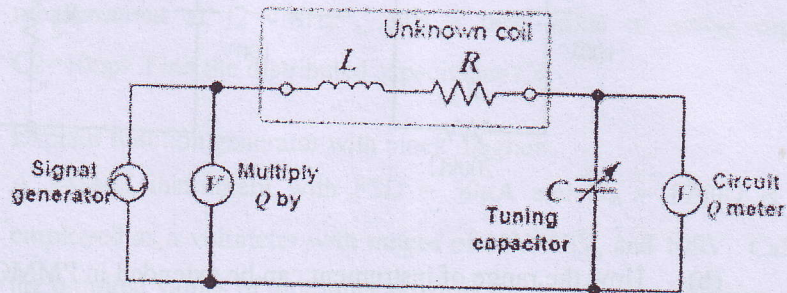 Unknown coil
L R
Signal
generator
V
Multiply
Q by
C
Tuning
capacitor
V
Circuit
Q meter